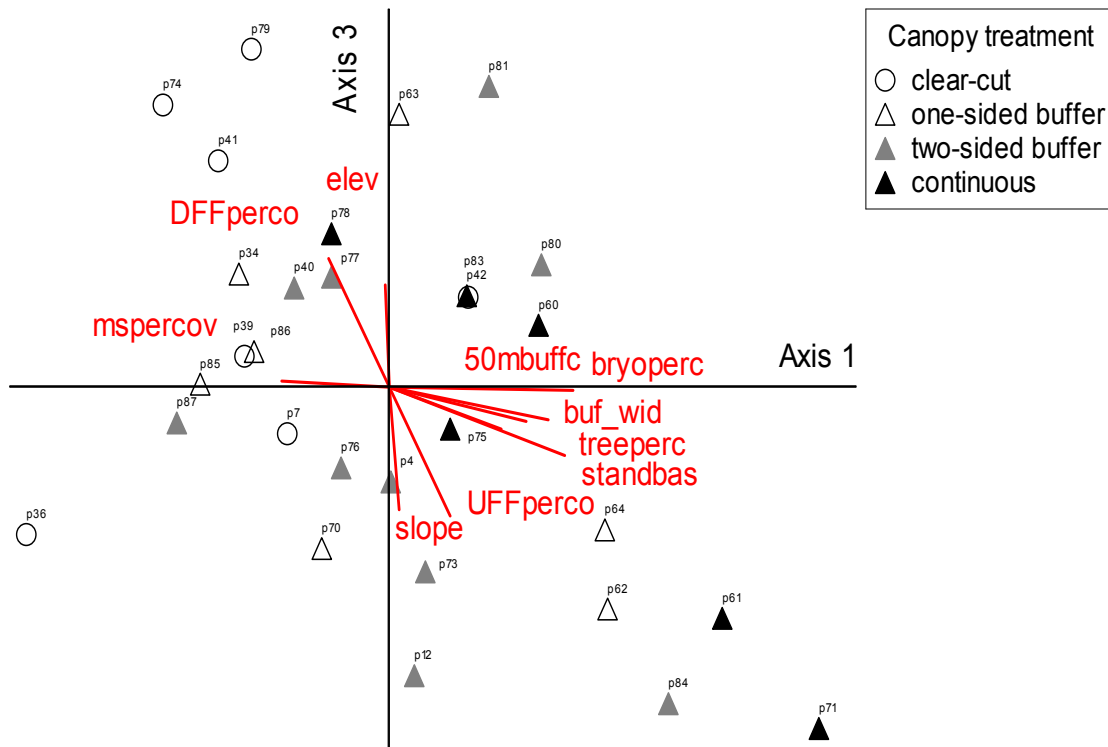 p79
Axis 3
Canopy treatment
clear-cut
one-sided buffer
two-sided buffer
continuous
p74
p81
p63
p41
elev
DFFperco
p78
p34
p40
p77
p83
p42
p80
p60
mspercov
p39
p86
p85
50mbuffc
bryoperc
Axis 1
p87
p7
p76
p4
p75
buf_wid
treeperc
standbas
UFFperco
slope
p36
p70
p64
p73
p62
p61
p12
p84
p71